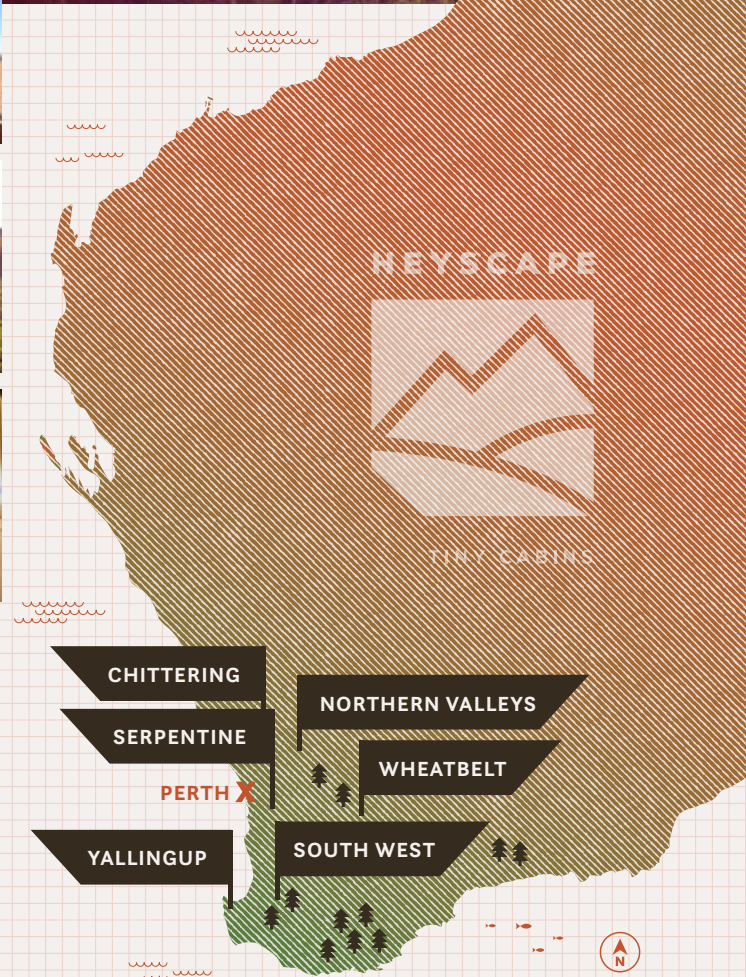 HEYSCAPE
TINY CABINS
CHITTERING
NORTHERN VALLEYS
SERPENTINE
WHEATBELT
PERTH X
SOUTH WEST
YALLINGUP
N